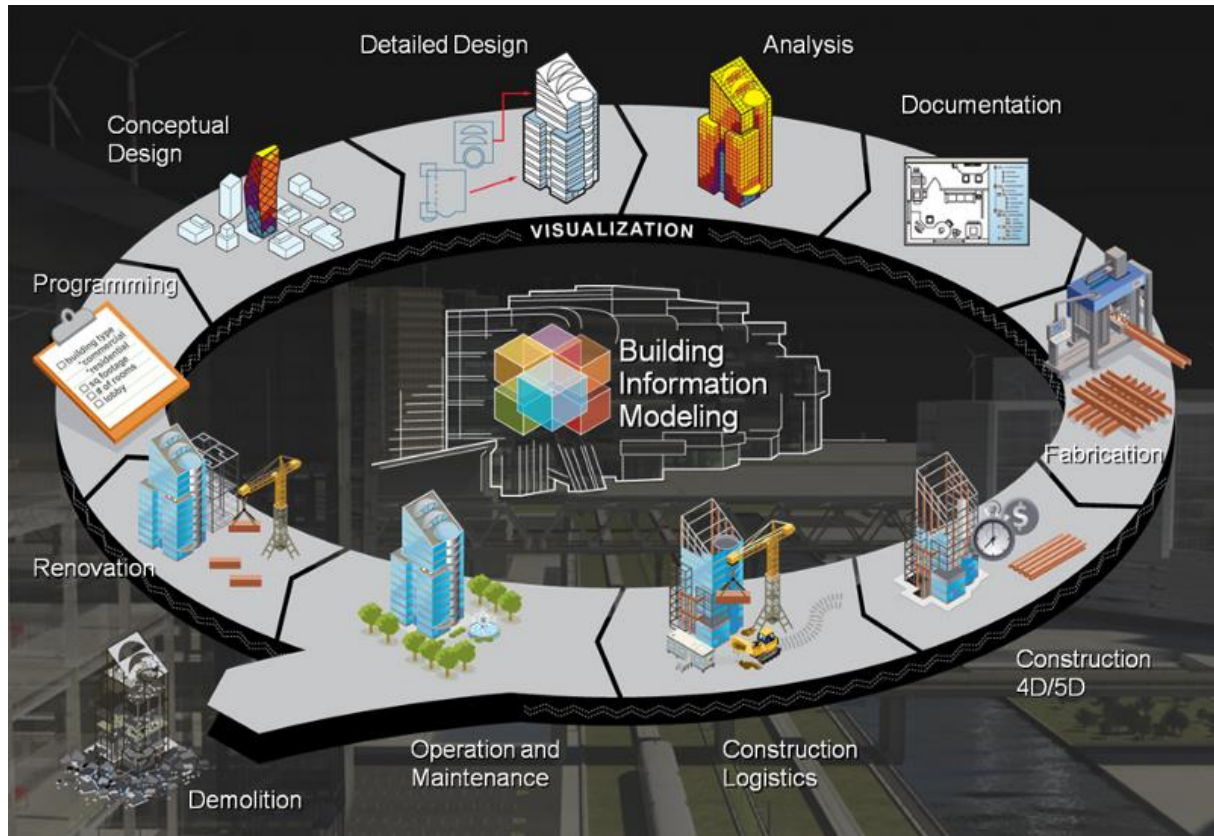 Detailed Design
Analysis
Documentation
Conceptual
Design
VISUALIZATION
Programming
building type
*commercial
*residential
sq footage
# of rooms
lobby
Building
Information
Modeling
Fabrication
$
Renovation
Construction
4D/5D
Operation and
Maintenance
Construction
Logistics
Demolition